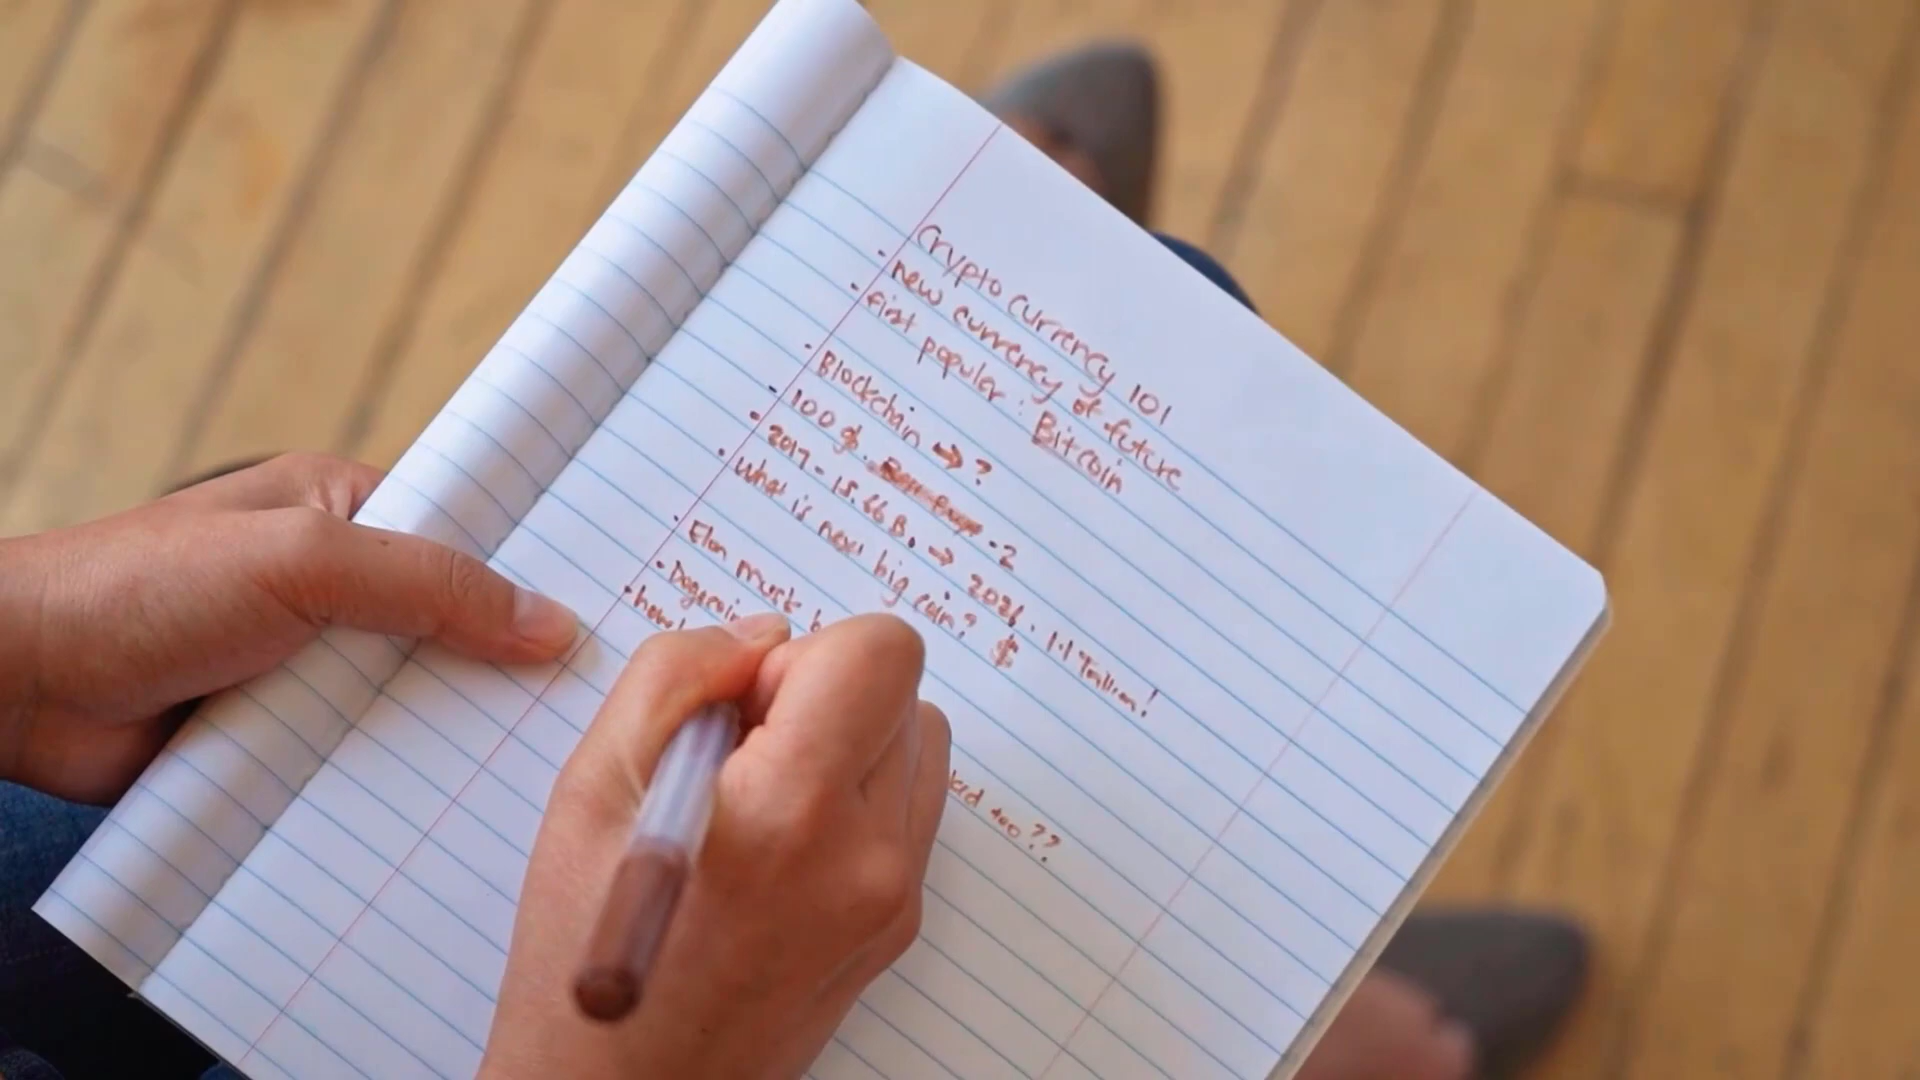 Crypto Currency 101
- new currency of future
- first popular : Bitcoin
- Blockchain → ?
- 100 $. - 2
- 2017 - 15.66 B. → 2021. 1.1 Trillion!
- What is next big coin? $
- Elon Musk
- Dogecoin
too ??